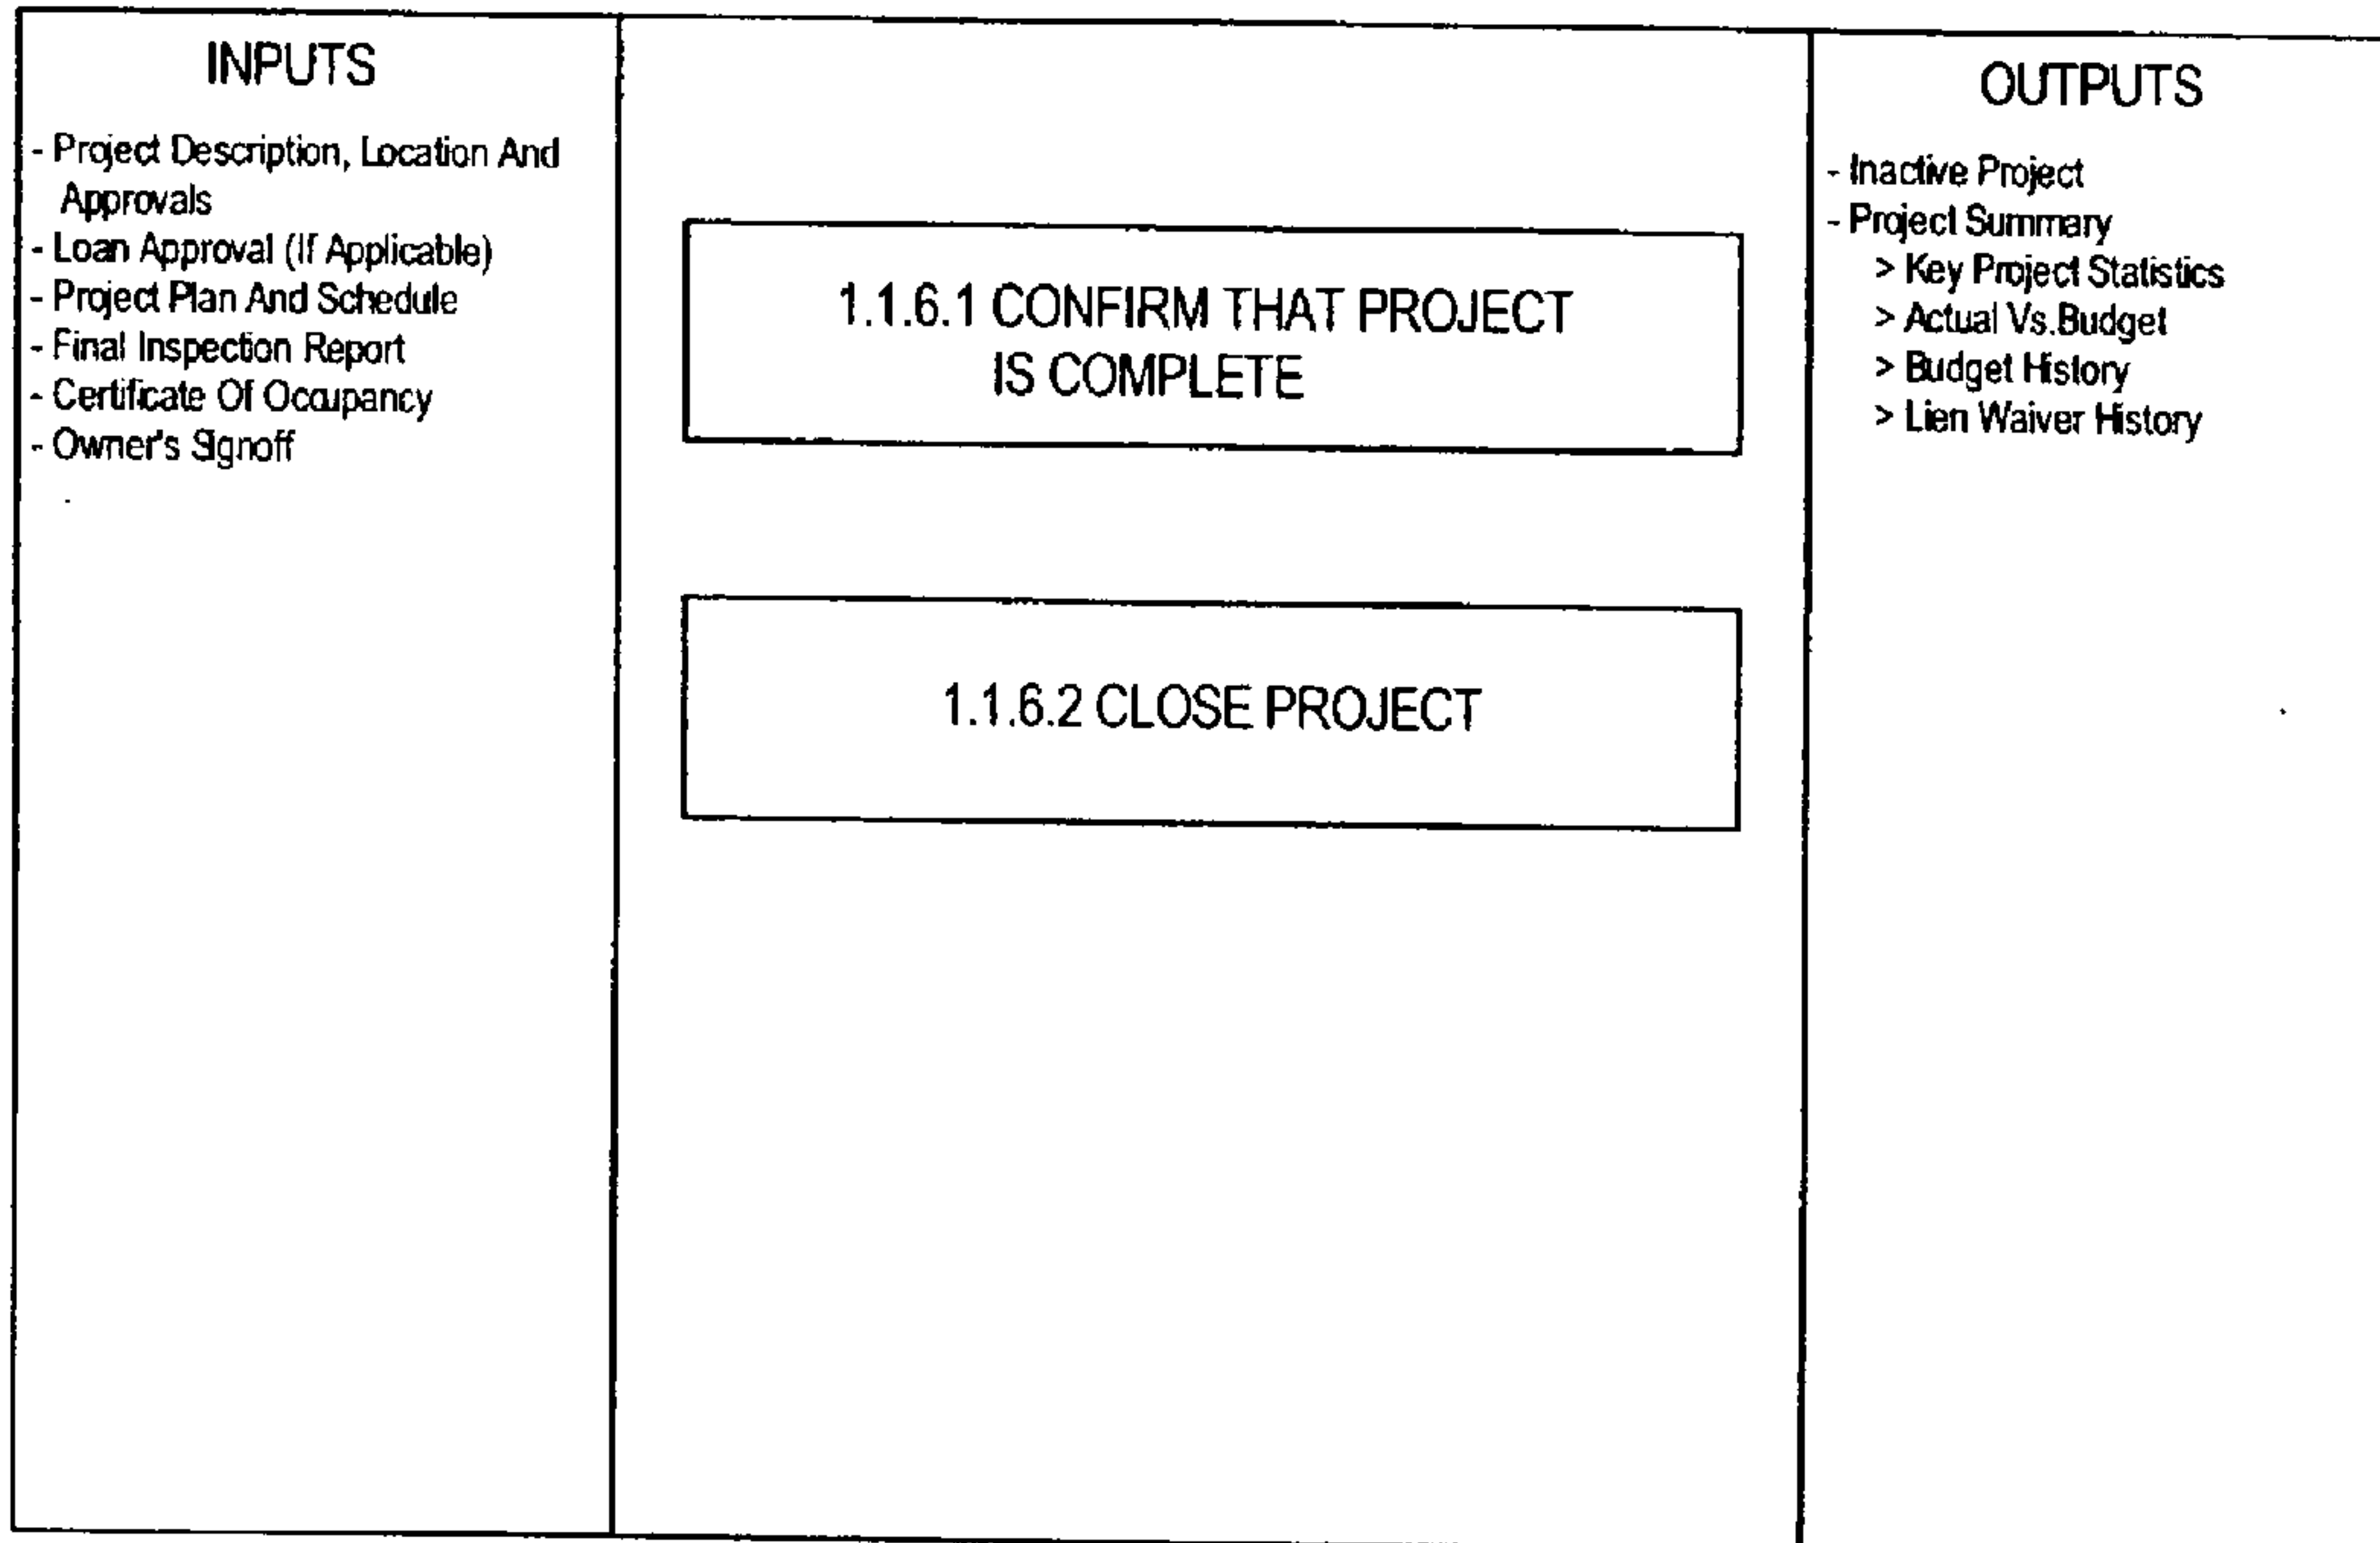 INPUTS
- Project Description, Location And
Approvals
- Loan Approval (If Applicable)
- Project Plan And Schedule
- Final Inspection Report
- Certificate Of Occupancy
- Owner's Signoff
1.1.6.1 CONFIRM THAT PROJECT
IS COMPLETE
1.1.6.2 CLOSE PROJECT
OUTPUTS
- Inactive Project
- Project Summary
> Key Project Statistics
> Actual Vs.Budget
> Budget History
> Lien Waiver History